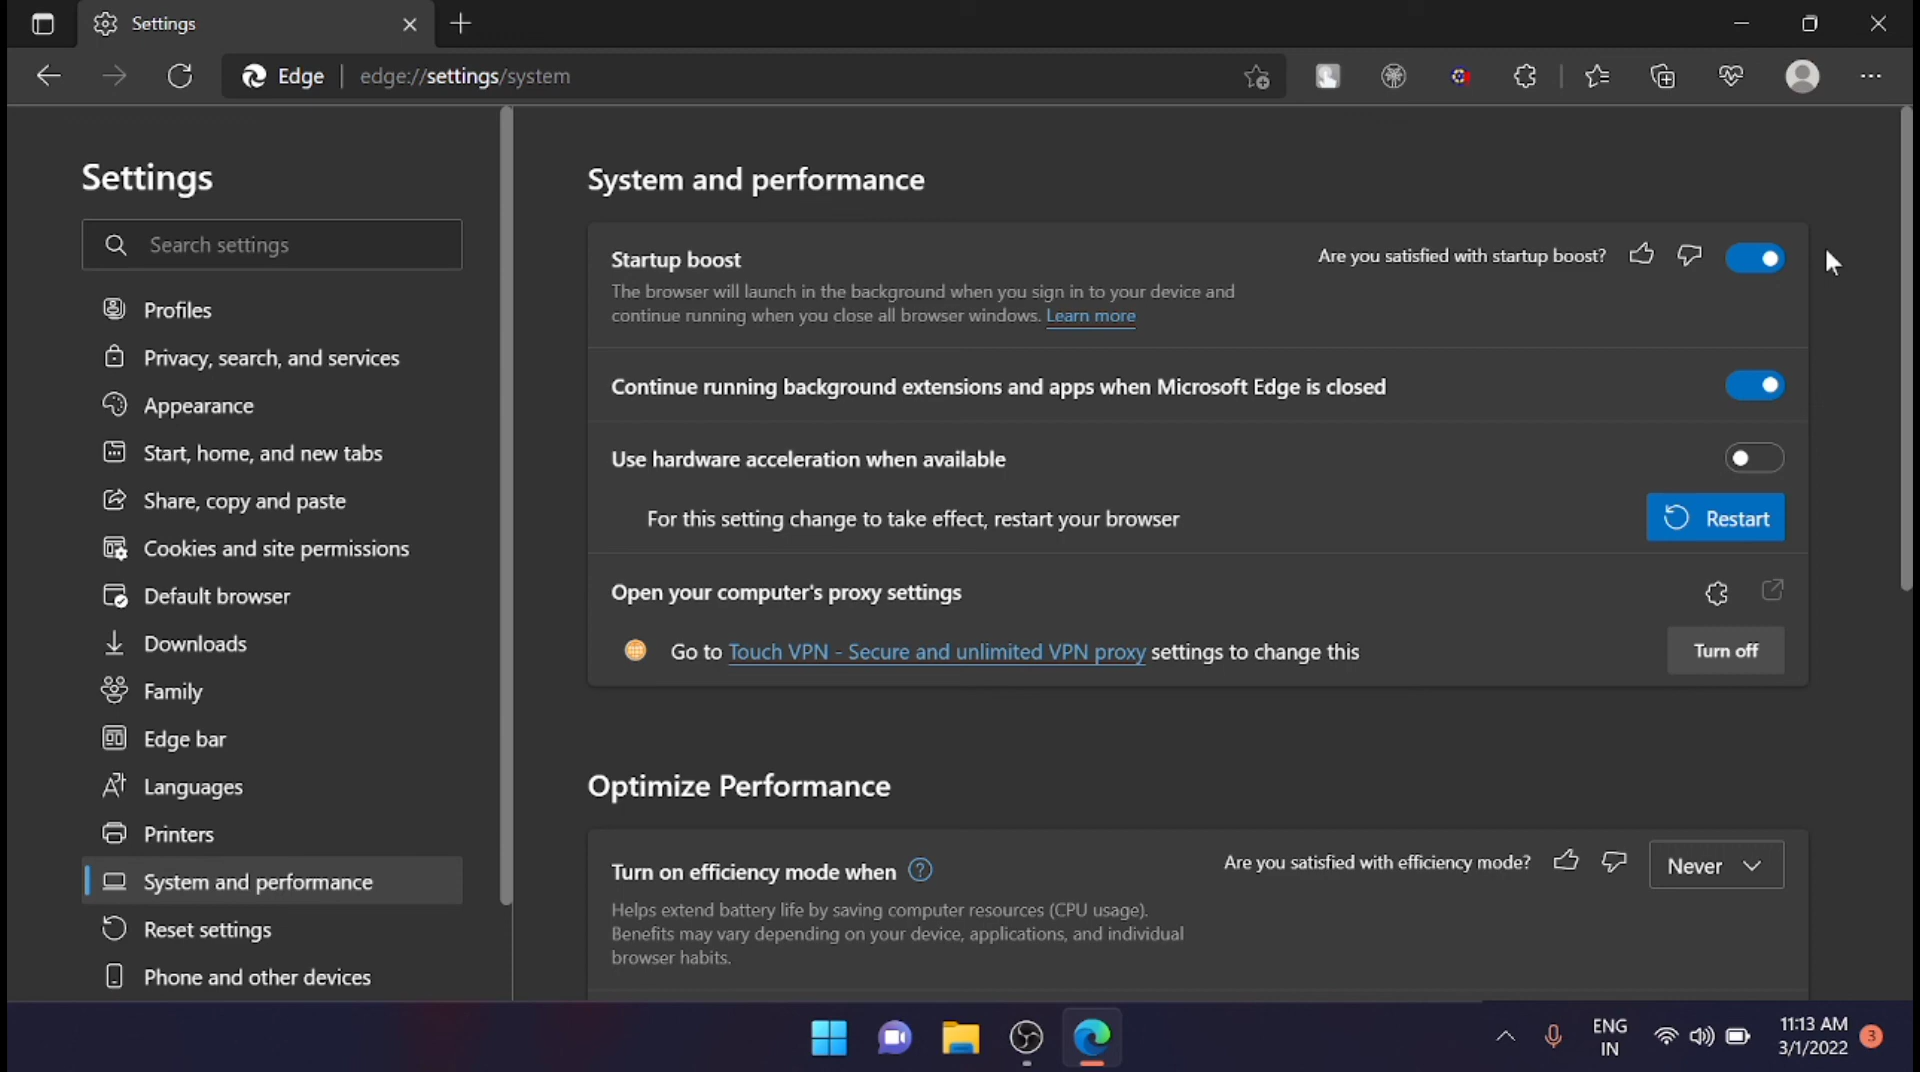 Settings
Edge
edge://settings/system
Settings
Search settings
Profiles
Privacy, search, and services
Appearance
Start, home, and new tabs
Share, copy and paste
Cookies and site permissions
Default browser
Downloads
Family
Edge bar
Languages
Printers
System and performance
Reset settings
Phone and other devices
System and performance
Startup boost
Are you satisfied with startup boost?
The browser will launch in the background when you sign in to your device and
continue running when you close all browser windows. Learn more
Continue running background extensions and apps when Microsoft Edge is closed
Use hardware acceleration when available
For this setting change to take effect, restart your browser
Restart
Open your computer's proxy settings
Go to Touch VPN - Secure and unlimited VPN proxy settings to change this
Turn off
Optimize Performance
Turn on efficiency mode when
Are you satisfied with efficiency mode?
Never
Helps extend battery life by saving computer resources (CPU usage).
Benefits may vary depending on your device, applications, and individual
browser habits.
ENG
IN
11:13 AM
3/1/2022
3